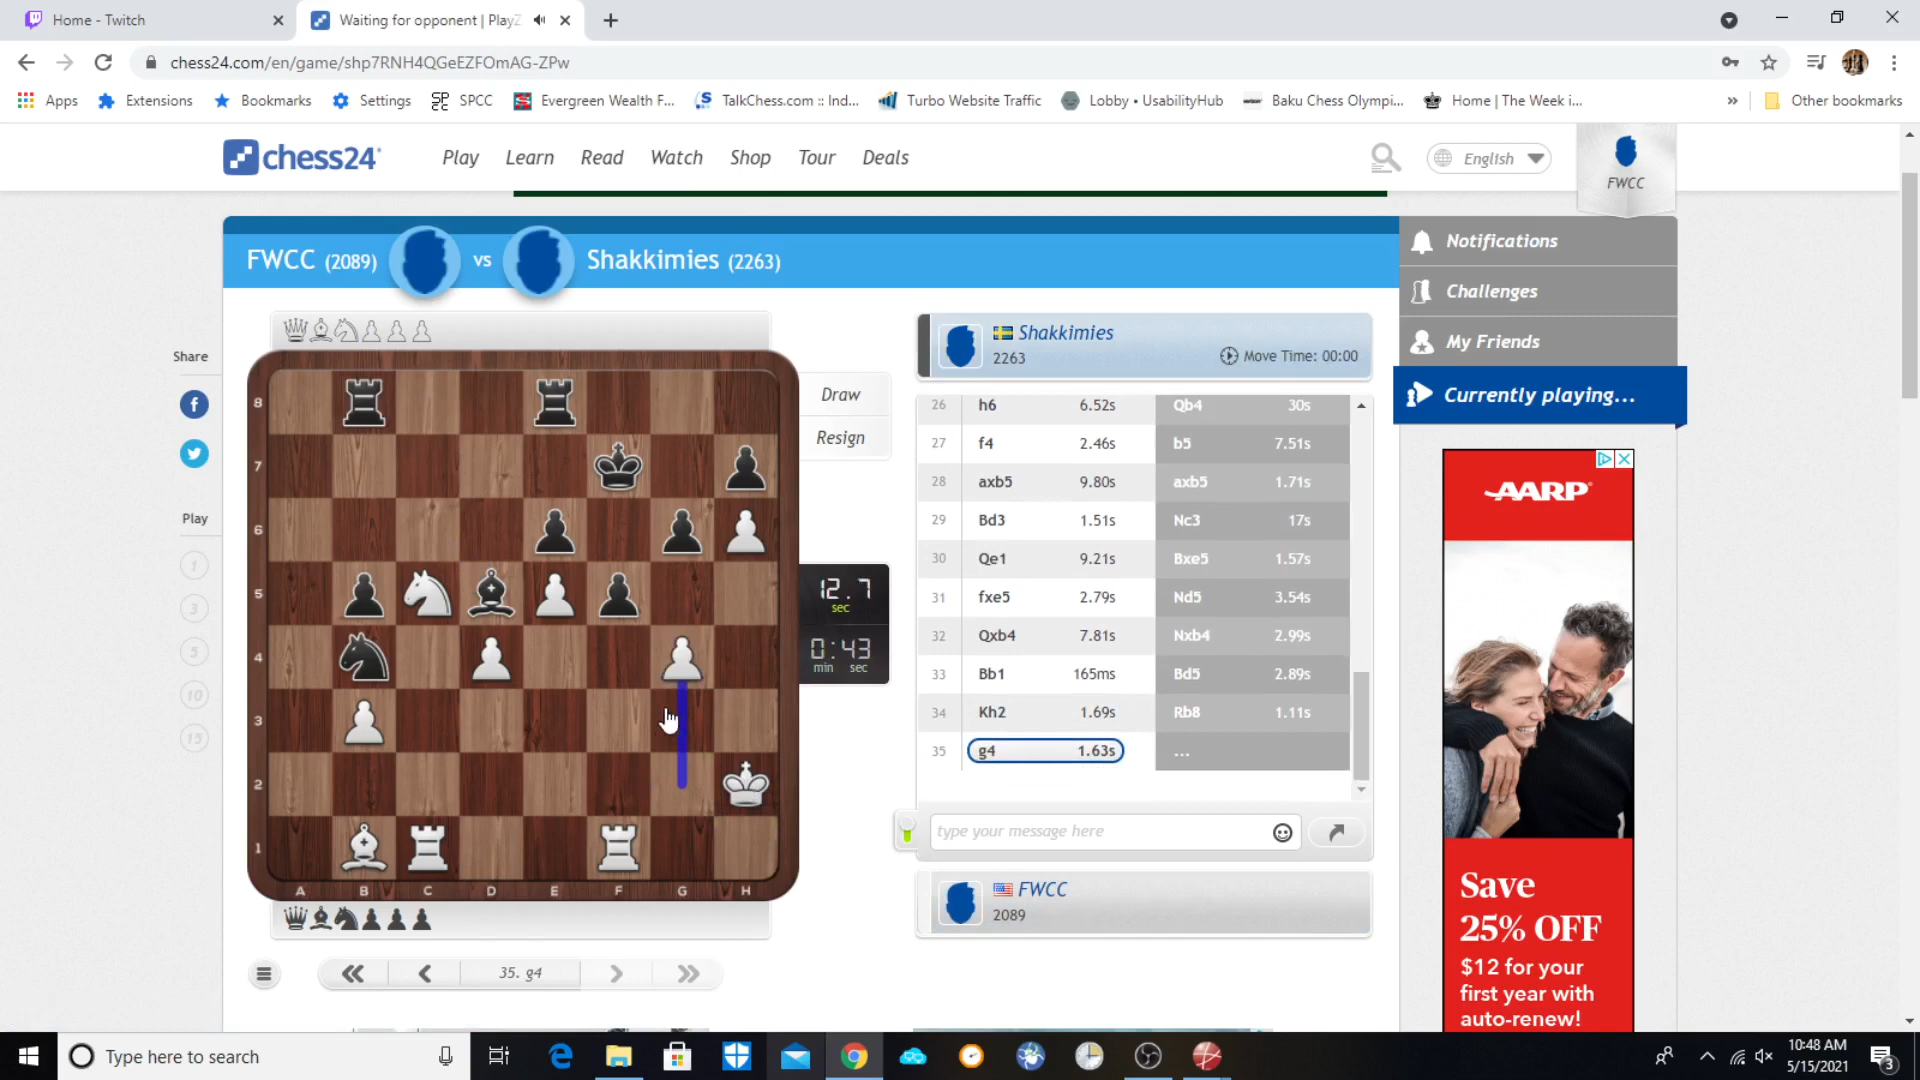 Home - Twitch
Waiting for opponent | PlayZ
chess24.com/en/game/shp7RNH4QGeEZFOmAG-ZPw
Apps Extensions Bookmarks Settings SPCC Evergreen Wealth F... TalkChess.com :: Ind... Turbo Website Traffic Lobby • UsabilityHub Baku Chess Olympi... Home | The Week i... » Other bookmarks
chess24 Play Learn Read Watch Shop Tour Deals English
FWCC
FWCC (2089) vs Shakkimies (2263)
Notifications
Challenges
My Friends
Currently playing...
Share
Play
1
3
5
10
15
8
7
6
5
4
3
2
1
A B C D E F G H
Draw
Resign
12.7
sec
0:43
min sec
Shakkimies
2263 Move Time: 00:00
26 h6 6.52s Qb4 30s
27 f4 2.46s b5 7.51s
28 axb5 9.80s axb5 1.71s
29 Bd3 1.51s Nc3 17s
30 Qe1 9.21s Bxe5 1.57s
31 fxe5 2.79s Nd5 3.54s
32 Qxb4 7.81s Nxb4 2.99s
33 Bb1 165ms Bd5 2.89s
34 Kh2 1.69s Rb8 1.11s
35 g4 1.63s ...
type your message here
FWCC
2089
35. g4
AARP
Save
25% OFF
$12 for your
first year with
auto-renew!
Type here to search
10:48 AM
5/15/2021
3